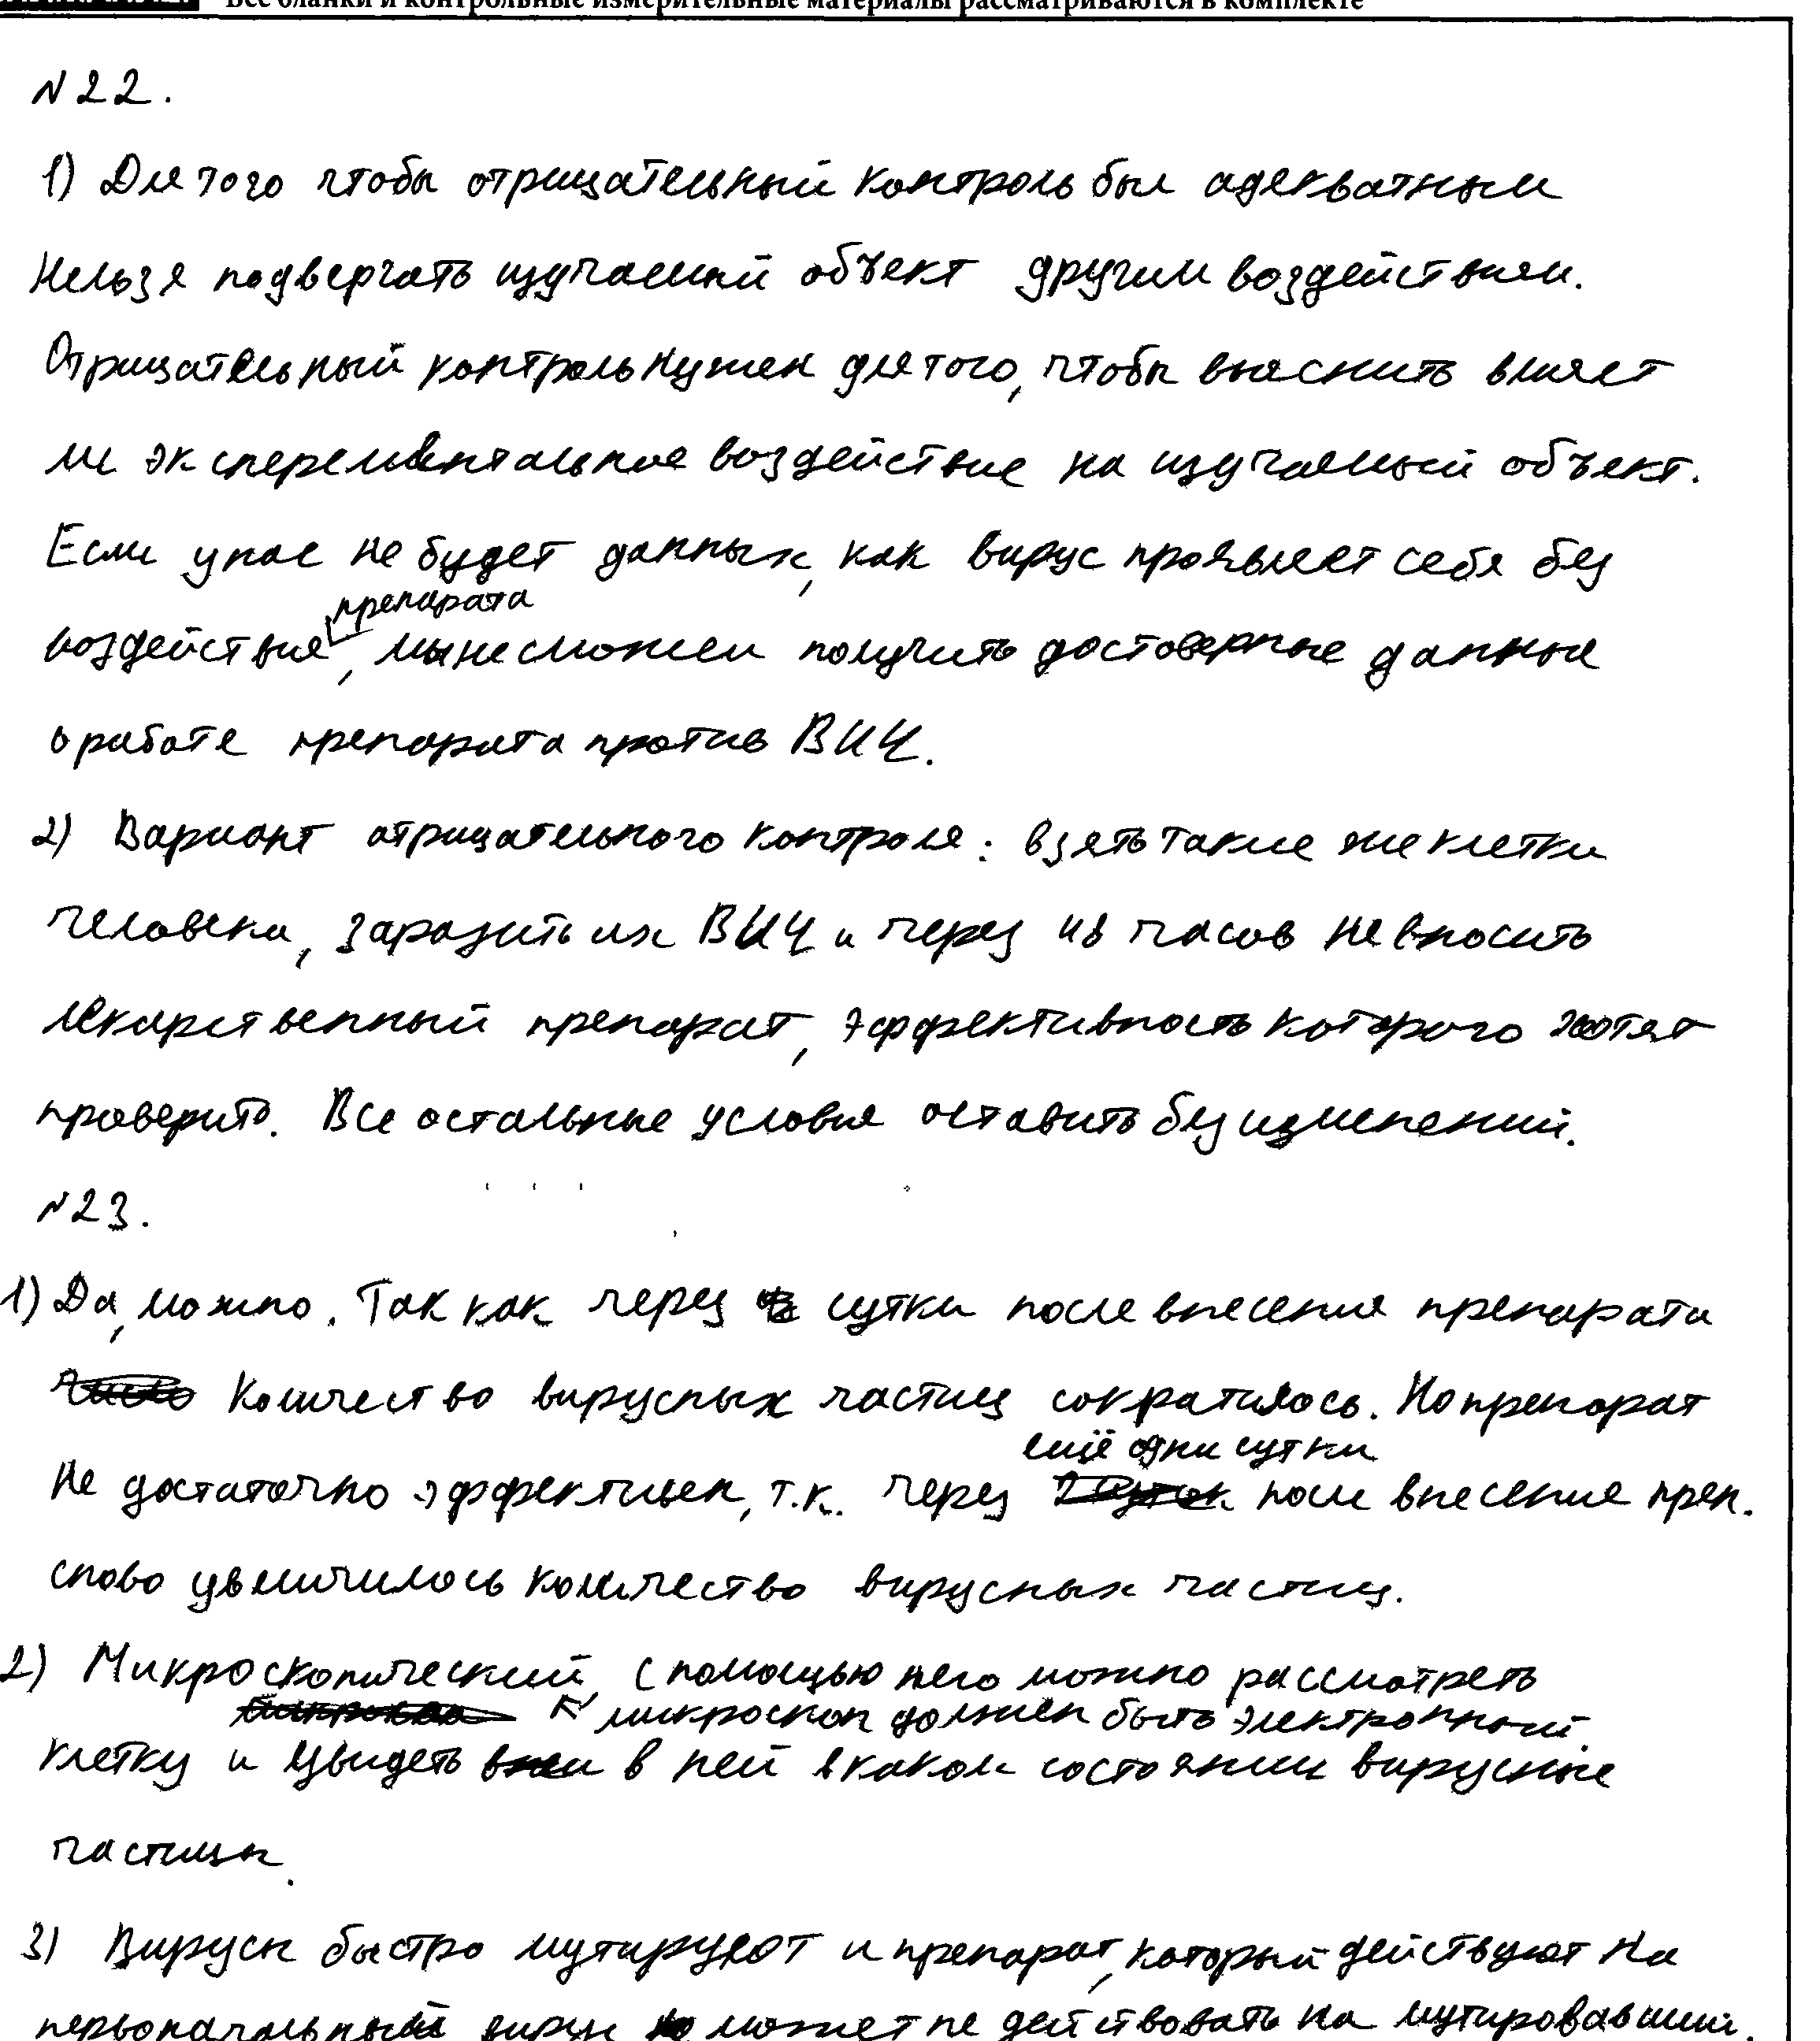 Все бланки и контрольные измерительные материалы рассматриваются в комплекте
N 22.
1) Для того чтобы отрицательный контроль был адекватным
нельзя подвергать изучаемый объект другим воздействиям.
Отрицательный контроль нужен для того, чтобы выяснить влияет
ли эксперементальное воздействие на изучаемый объект.
Если у нас не будет данных, как вирус проявляет себя без
препарата
воздействия, мы не сможем получить достоверные данные
о работе препарата против ВИЧ.
2) Вариант отрицательного контроля: взять такие же клетки
человека, заразить их ВИЧ и через 48 часов не вносить
лекарственный препарат, эффективность которого хотят
проверить. Все остальные условия оставить без изменений.
N 23.
1) Да, можно. Так как через сутки после внесения препарата
количество вирусных частиц сократилось. Но препарат
ещё одни сутки
не достаточно эффективен, т.к. через после внесения преп.
снова увеличилось количество вирусных частиц.
2) Микроскопический, с помощью него можно рассмотреть
микроскоп должен быть электронный.
клетку и увидеть в ней в каком состоянии вирусные
частицы.
3) Вирусы быстро мутируют и препарат, который действуют на
первоначальный вирус может не действовать на мутировавший.